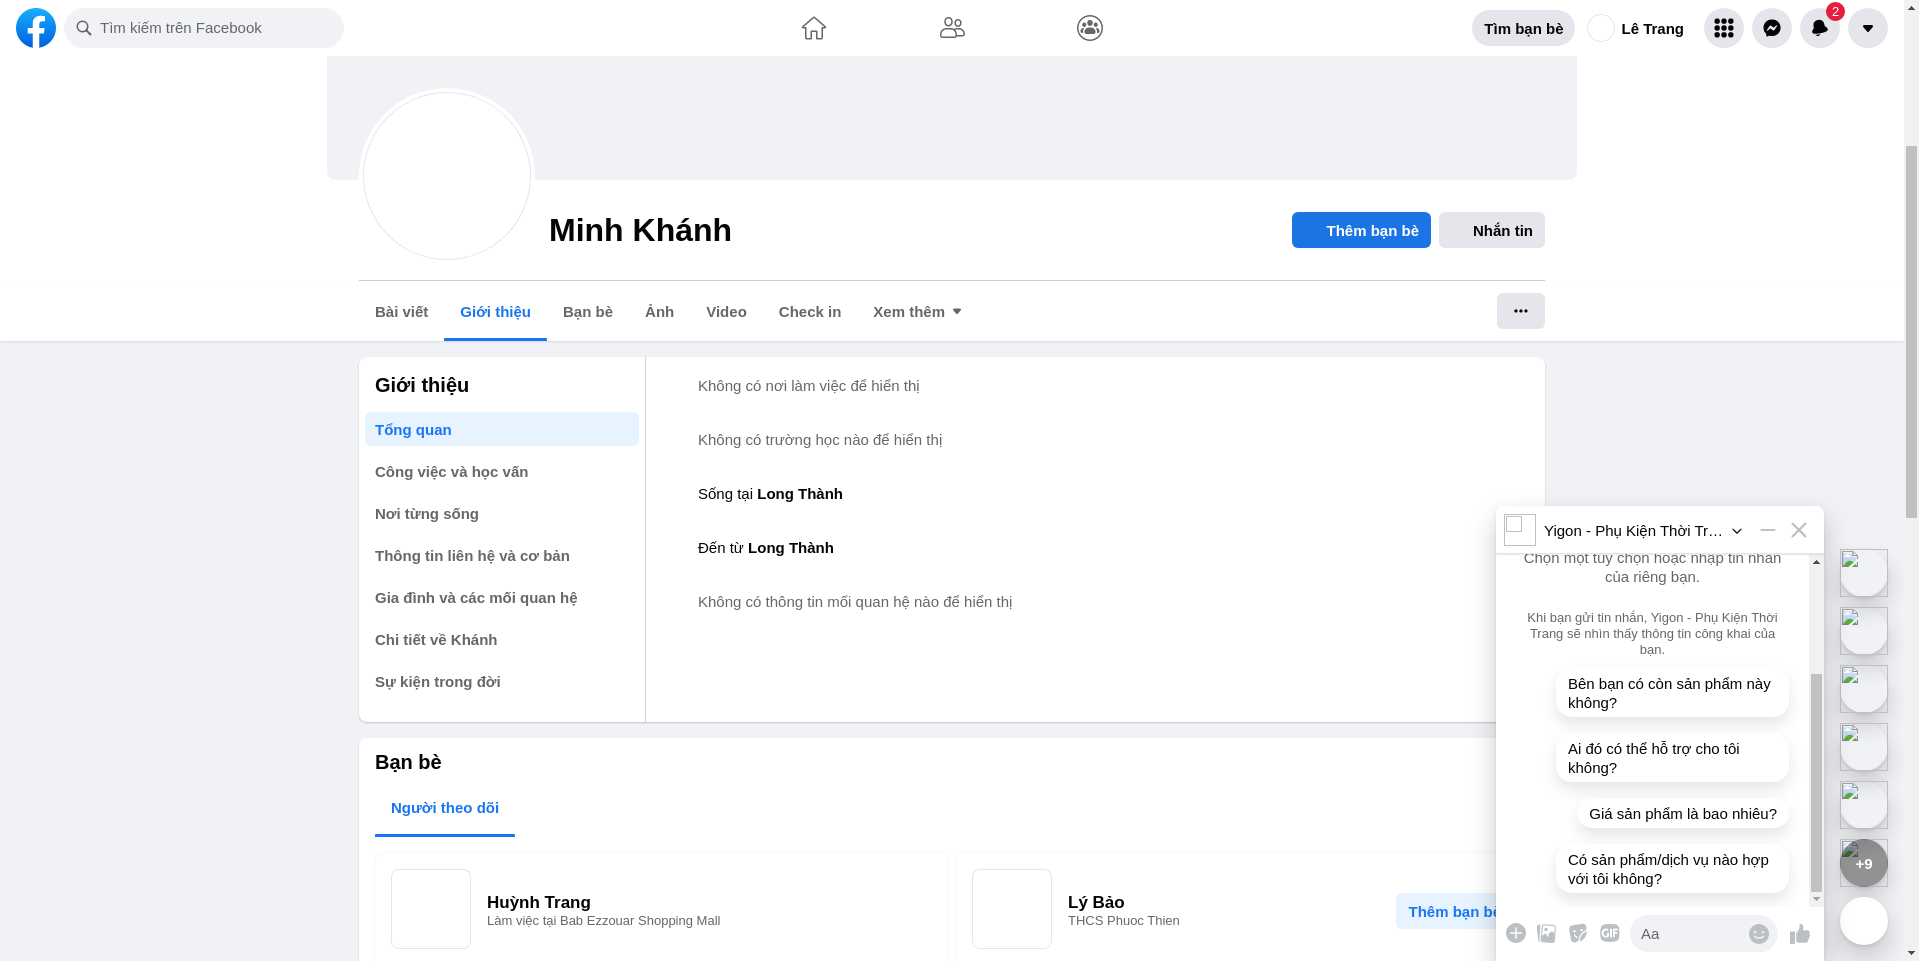 Tìm kiếm trên Facebook
Tìm bạn bè
Lê Trang
2
Minh Khánh
Thêm bạn bè
Nhắn tin
Bài viết
Giới thiệu
Bạn bè
Ảnh
Video
Check in
Xem thêm
Giới thiệu
Tổng quan
Công việc và học vấn
Nơi từng sống
Thông tin liên hệ và cơ bản
Gia đình và các mối quan hệ
Chi tiết về Khánh
Sự kiện trong đời
Không có nơi làm việc để hiển thị
Không có trường học nào để hiển thị
Sống tại Long Thành
Đến từ Long Thành
Không có thông tin mối quan hệ nào để hiển thị
Bạn bè
Người theo dõi
Huỳnh Trang
Làm việc tại Bab Ezzouar Shopping Mall
Lý Bảo
THCS Phuoc Thien
Thêm bạn bè
Yigon - Phụ Kiện Thời Tr...
Chọn một tùy chọn hoặc nhập tin nhắn
của riêng bạn.
Khi bạn gửi tin nhắn, Yigon - Phụ Kiện Thời
Trang sẽ nhìn thấy thông tin công khai của
bạn.
Bên bạn có còn sản phẩm này
không?
Ai đó có thể hỗ trợ cho tôi
không?
Giá sản phẩm là bao nhiêu?
Có sản phẩm/dịch vụ nào hợp
với tôi không?
GIF
Aa
+9